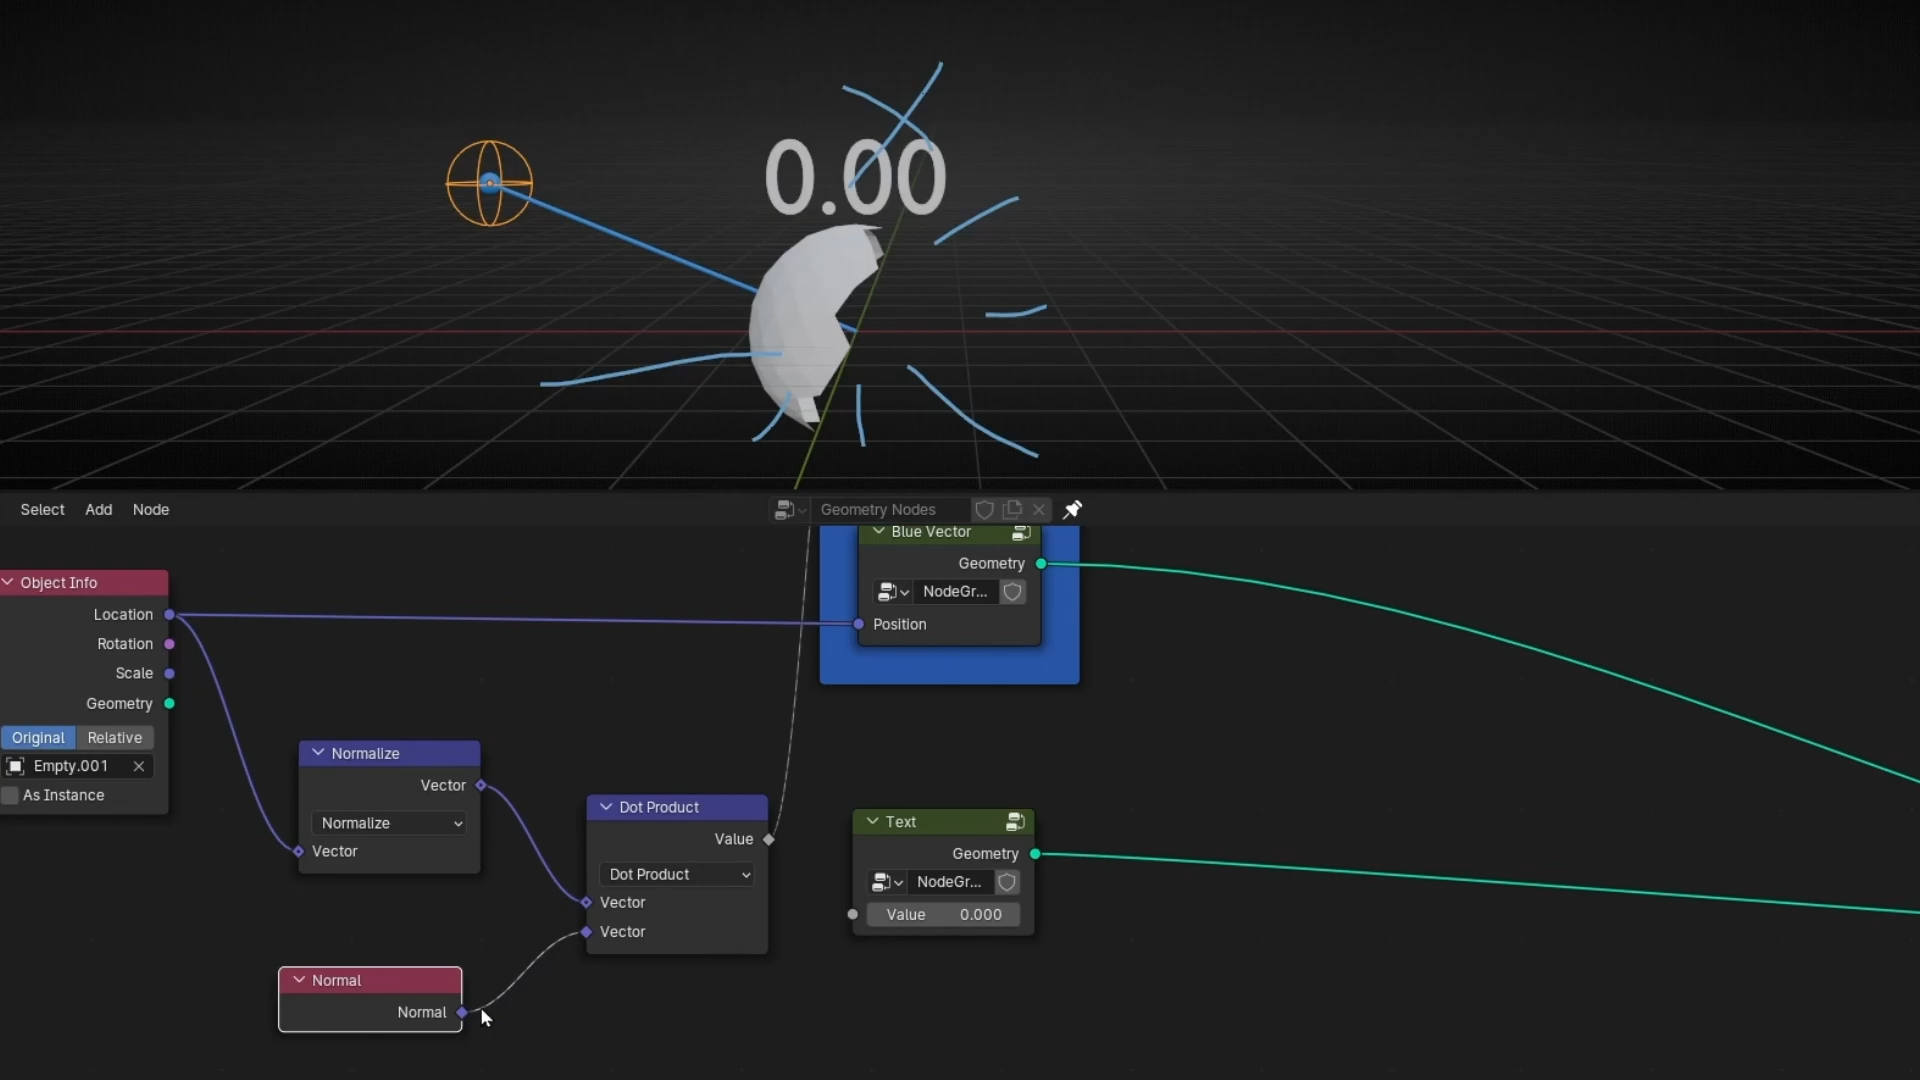 0.00
Select Add Node
Geometry Nodes
Blue Vector
Geometry
NodeGr...
Position
Object Info
Location
Rotation
Scale
Geometry
Original Relative
Empty.001
As Instance
Normalize
Vector
Normalize
Vector
Dot Product
Value
Dot Product
Vector
Vector
Text
Geometry
NodeGr...
Value 0.000
Normal
Normal